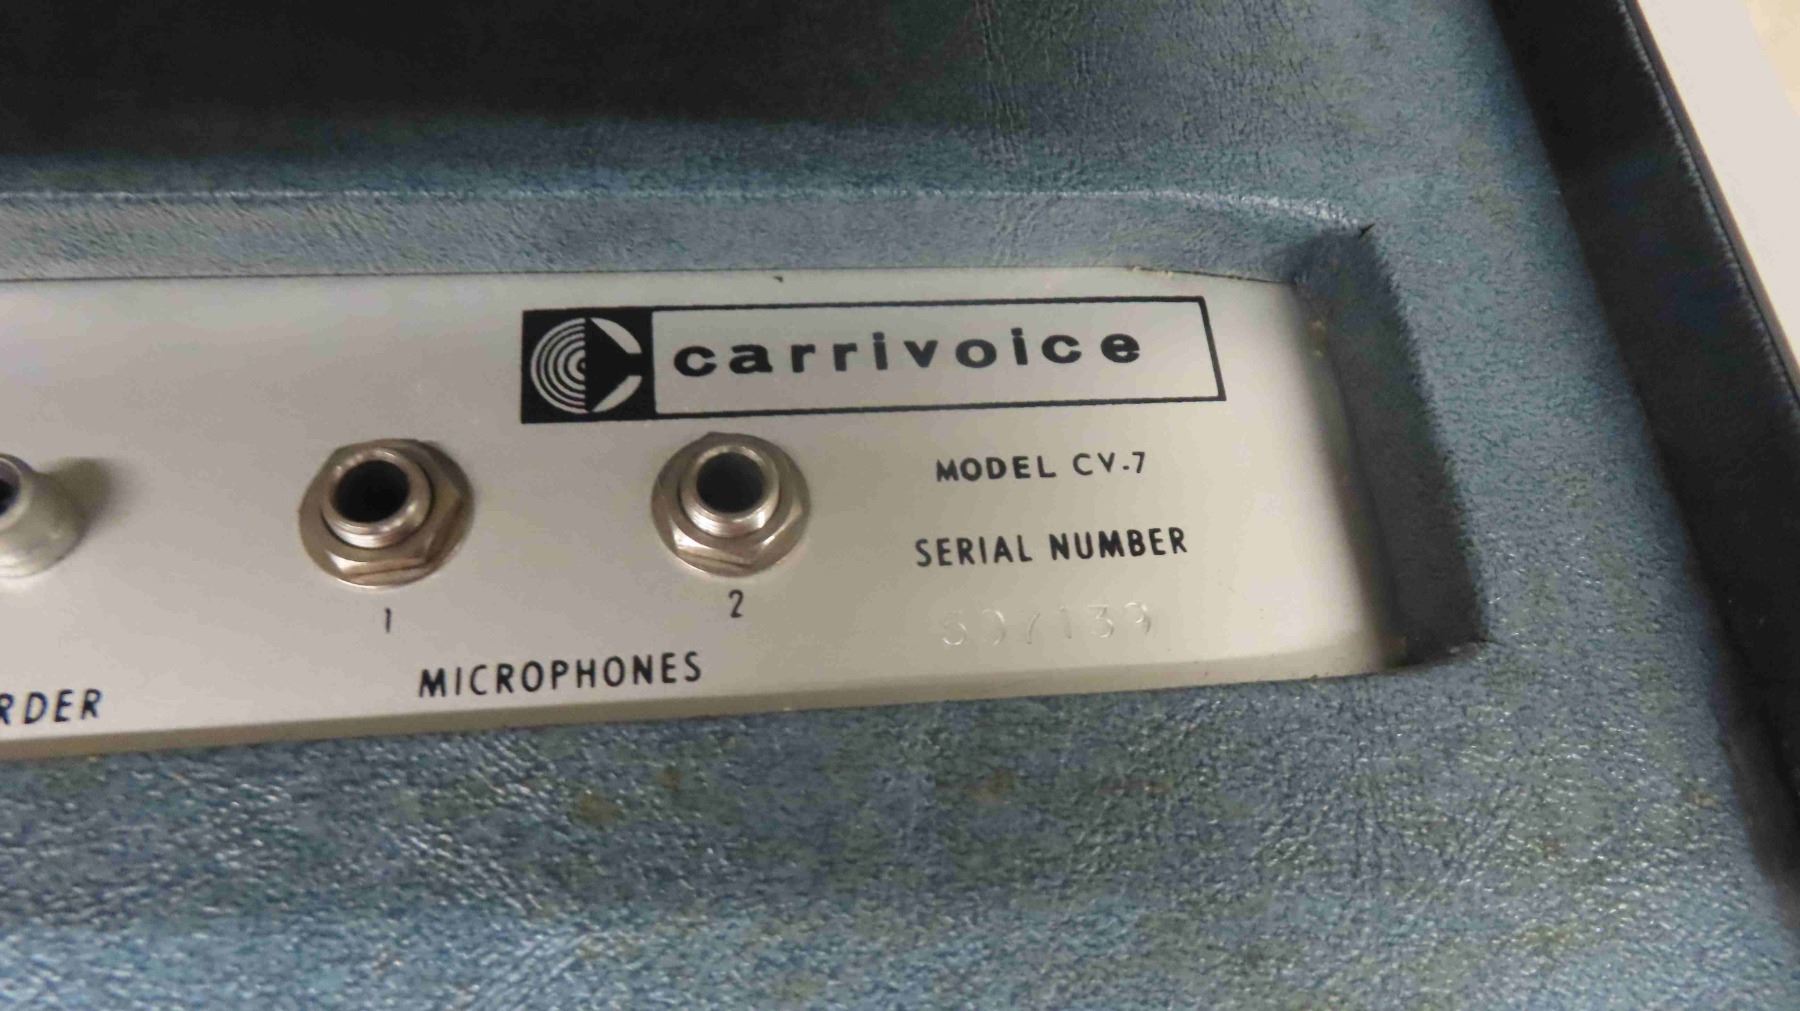 carrivoice
MODEL CV-7
SERIAL NUMBER
1
2
MICROPHONES
RDER